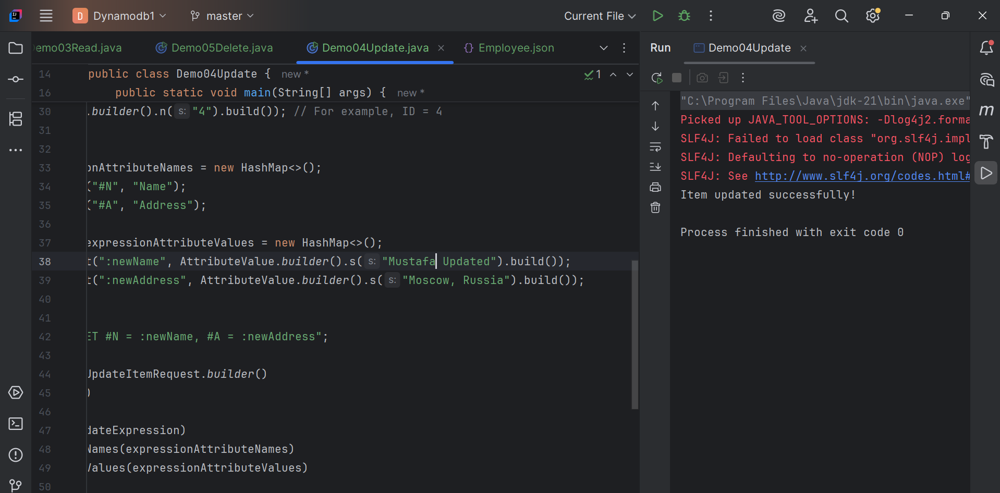 D Dynamodb1 master Current File
emo03Read.java Demo05Delete.java Demo04Update.java Employee.json
Run Demo04Update
14 public class Demo04Update { new *
1
16 public static void main(String[] args) { new *
30 .builder().n( s: "4").build()); // For example, ID = 4
31
32
33 onAttributeNames = new HashMap<>();
34 ("#N", "Name");
35 ("#A", "Address");
36
37 expressionAttributeValues = new HashMap<>();
38 t(":newName", AttributeValue.builder().s( s: "Mustafa Updated").build());
39 t(":newAddress", AttributeValue.builder().s( s: "Moscow, Russia").build());
40
41
42 ET #N = :newName, #A = :newAddress";
43
44 UpdateItemRequest.builder()
45 )
46
47 dateExpression)
48 Names(expressionAttributeNames)
49 Values(expressionAttributeValues)
50
"C:\Program Files\Java\jdk-21\bin\java.exe"
Picked up JAVA_TOOL_OPTIONS: -Dlog4j2.forma
SLF4J: Failed to load class "org.slf4j.impl
SLF4J: Defaulting to no-operation (NOP) log
SLF4J: See http://www.slf4j.org/codes.html#
Item updated successfully!
Process finished with exit code 0
m